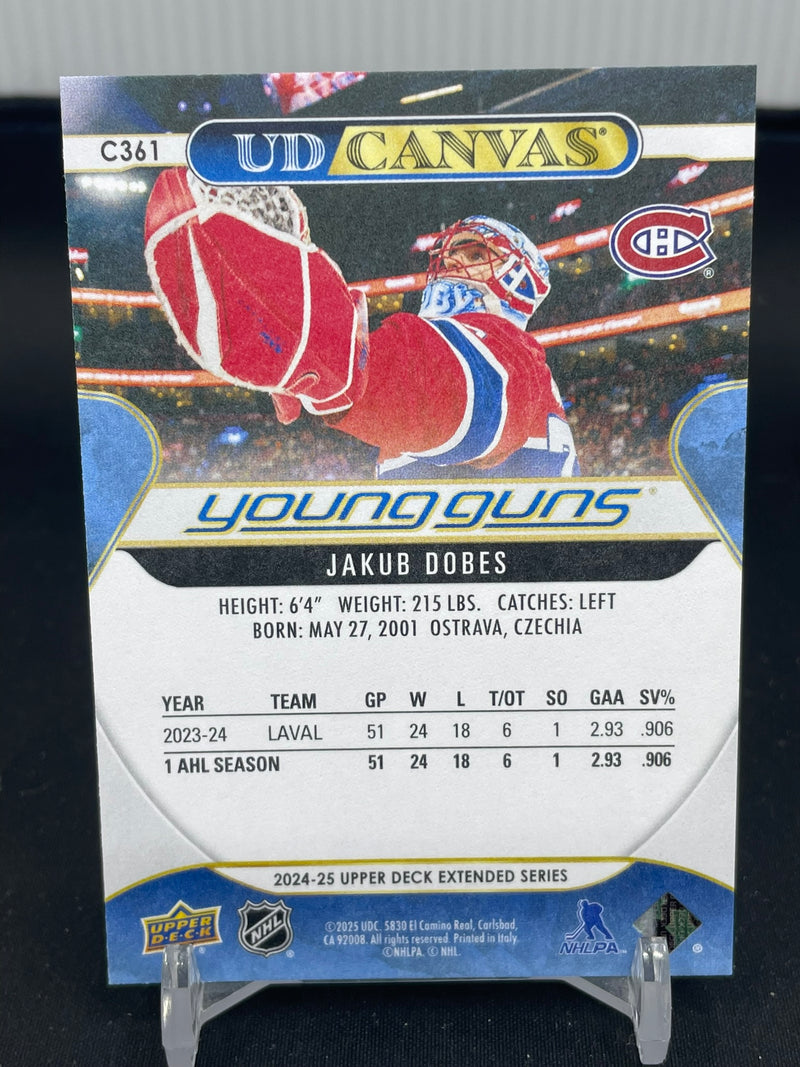 C361
UD CANVAS®
®
young guns®
JAKUB DOBES
HEIGHT: 6'4" WEIGHT: 215 LBS. CATCHES: LEFT
BORN: MAY 27, 2001 OSTRAVA, CZECHIA
YEAR TEAM GP W L T/OT SO GAA SV%
2023-24 LAVAL 51 24 18 6 1 2.93 .906
1 AHL SEASON 51 24 18 6 1 2.93 .906
2024-25 UPPER DECK EXTENDED SERIES
UPPER DECK
NHL
©2025 UDC. 5830 El Camino Real, Carlsbad,
CA 92008. All rights reserved. Printed in Italy.
©NHLPA. © NHL.
NHLPA